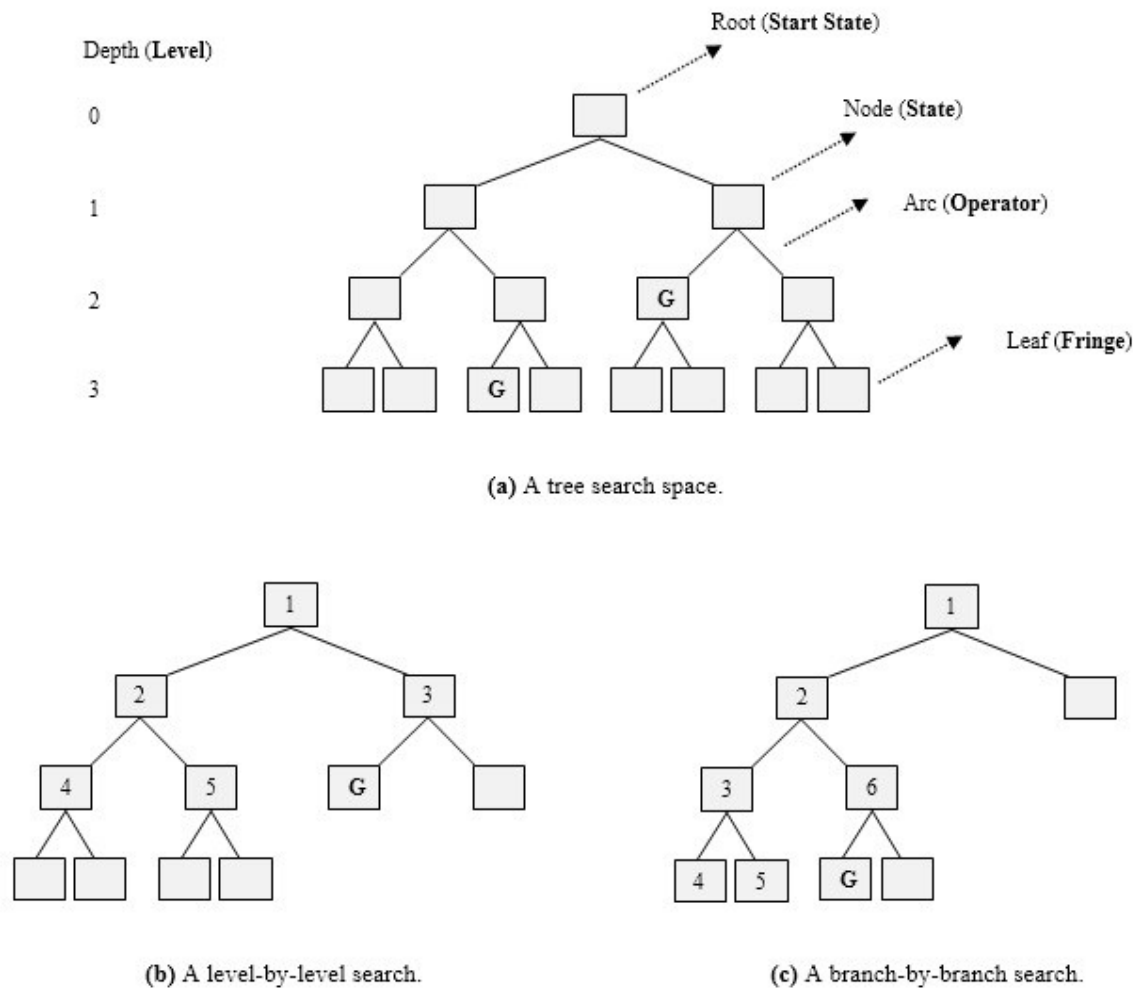 Root (Start State)
Depth (Level)
0
Node (State)
1
Arc (Operator)
2
G
Leaf (Fringe)
3
G
(a) A tree search space.
1
2 3
4 5 G
(b) A level-by-level search.
1
2
3 6
4 5 G
(c) A branch-by-branch search.